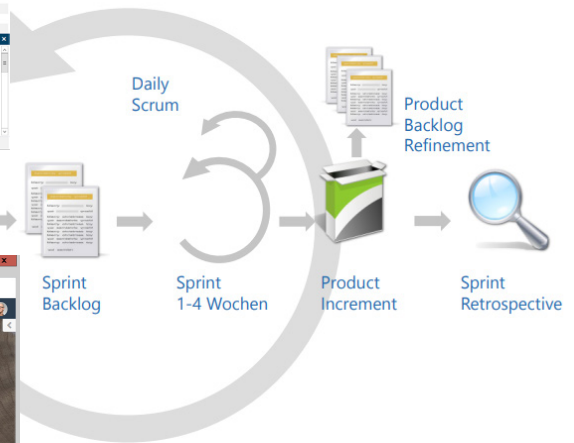 Daily
Scrum
Product
Backlog
Refinement
Sprint
Backlog
Sprint
1-4 Wochen
Product
Increment
Sprint
Retrospective